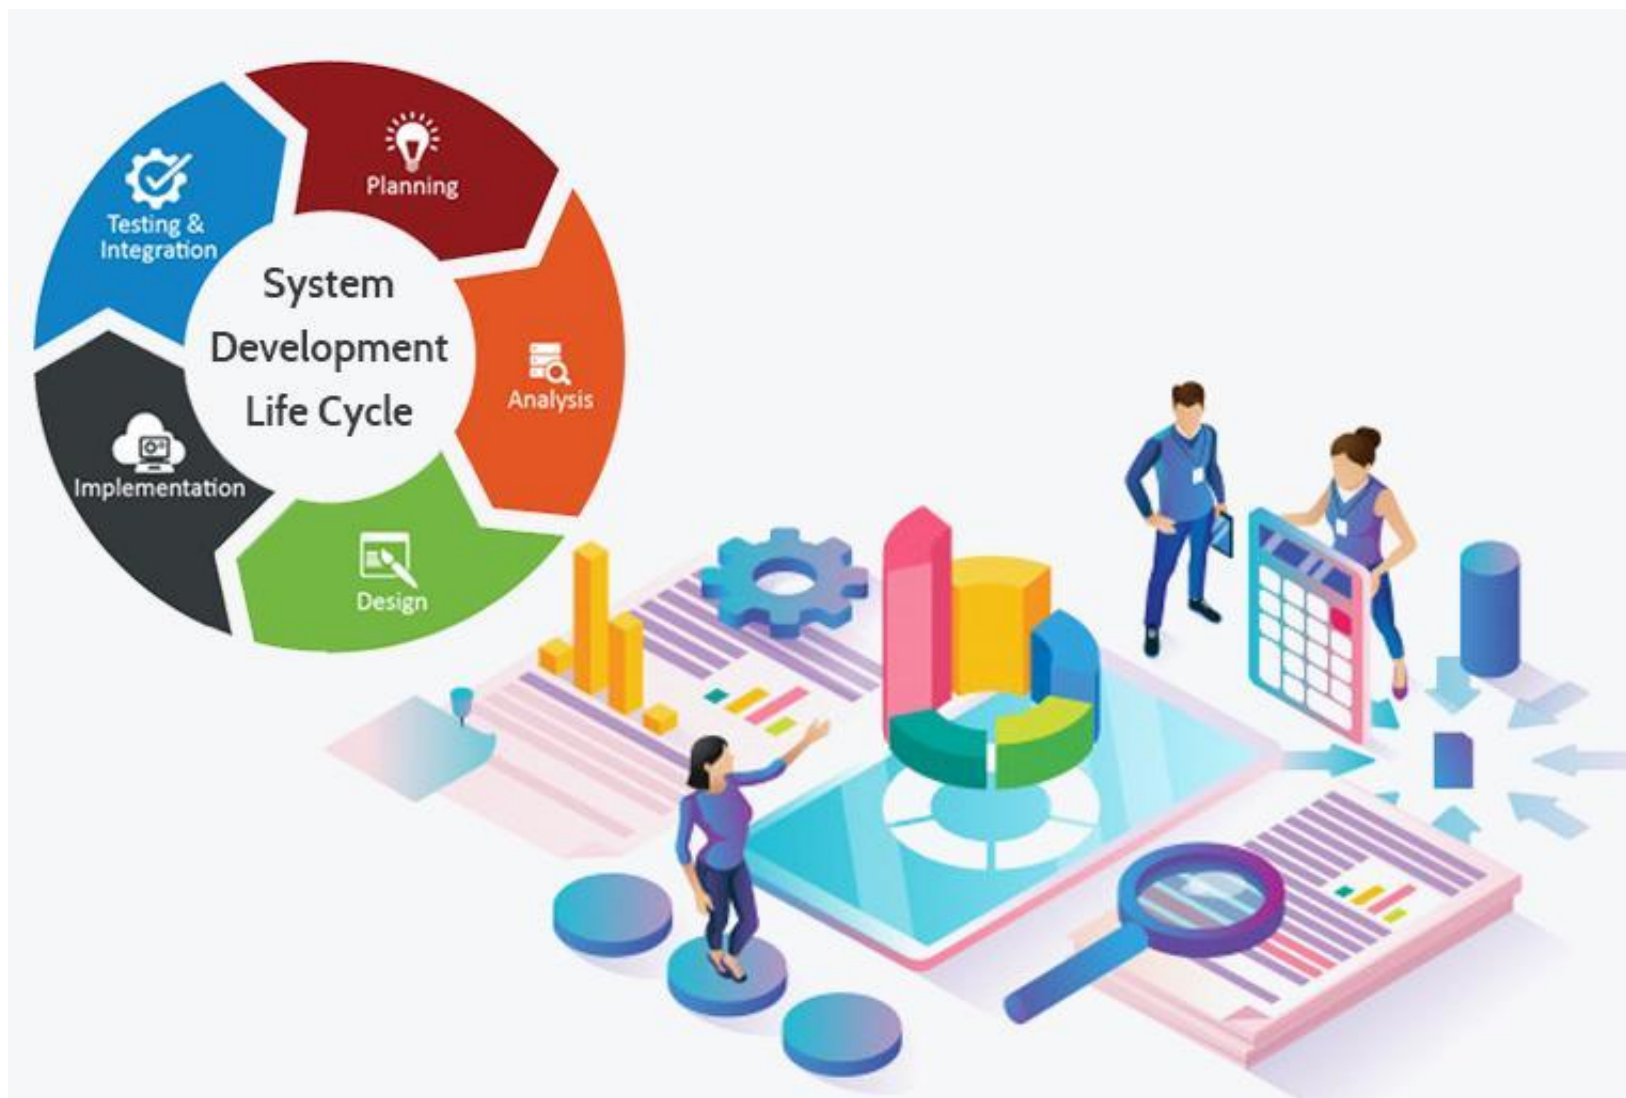 System
Development
Life Cycle
Planning
Analysis
Design
Implementation
Testing &
Integration